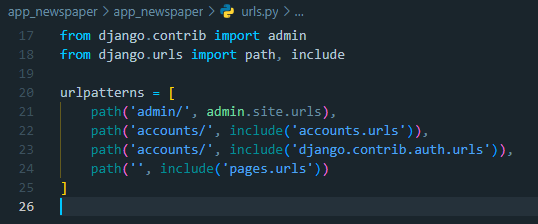 app_newspaper > app_newspaper > urls.py > ...
17 from django.contrib import admin
18 from django.urls import path, include
19
20 urlpatterns = [
21     path('admin/', admin.site.urls),
22     path('accounts/', include('accounts.urls')),
23     path('accounts/', include('django.contrib.auth.urls')),
24     path('', include('pages.urls'))
25 ]
26